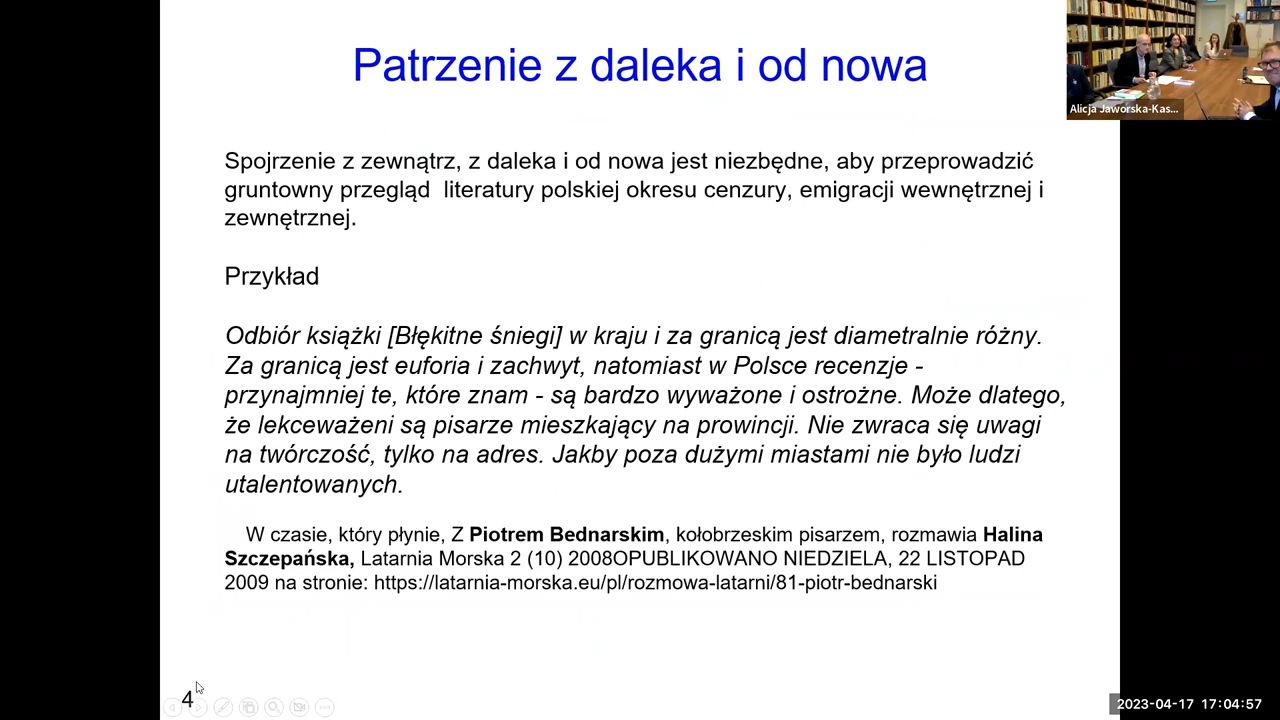 Patrzenie z daleka i od nowa
Alicja Jaworska-Kas...
Spojrzenie z zewnątrz, z daleka i od nowa jest niezbędne, aby przeprowadzić
gruntowny przegląd  literatury polskiej okresu cenzury, emigracji wewnętrznej i
zewnętrznej.
Przykład
Odbiór książki [Błękitne śniegi] w kraju i za granicą jest diametralnie różny.
Za granicą jest euforia i zachwyt, natomiast w Polsce recenzje -
przynajmniej te, które znam - są bardzo wyważone i ostrożne. Może dlatego,
że lekceważeni są pisarze mieszkający na prowincji. Nie zwraca się uwagi
na twórczość, tylko na adres. Jakby poza dużymi miastami nie było ludzi
utalentowanych.
W czasie, który płynie, Z Piotrem Bednarskim, kołobrzeskim pisarzem, rozmawia Halina
Szczepańska, Latarnia Morska 2 (10) 2008OPUBLIKOWANO NIEDZIELA, 22 LISTOPAD
2009 na stronie: https://latarnia-morska.eu/pl/rozmowa-latarni/81-piotr-bednarski
4
2023-04-17 17:04:57